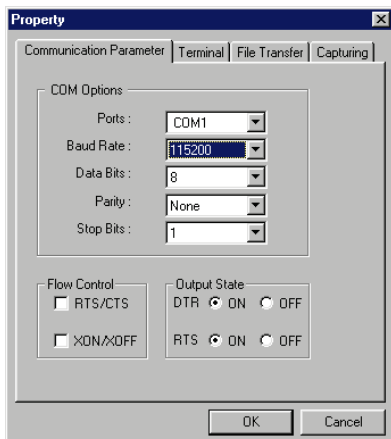 Property
Communication Parameter Terminal File Transfer Capturing
COM Options
Ports : COM1
Baud Rate : 115200
Data Bits : 8
Parity : None
Stop Bits : 1
Flow Control Output State
RTS/CTS DTR ON OFF
XON/XOFF RTS ON OFF
OK Cancel